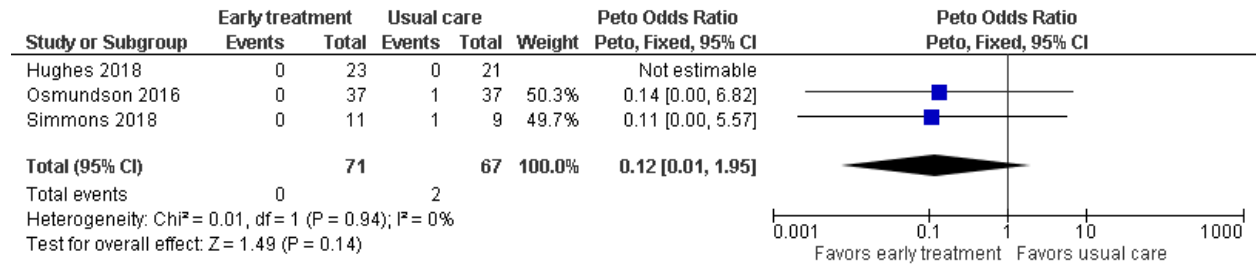 Early treatment Usual care Peto Odds Ratio Peto Odds Ratio
Study or Subgroup Events Total Events Total Weight Peto, Fixed, 95% CI Peto, Fixed, 95% CI
Hughes 2018 0 23 0 21 Not estimable
Osmundson 2016 0 37 1 37 50.3% 0.14 [0.00, 6.82]
Simmons 2018 0 11 1 9 49.7% 0.11 [0.00, 5.57]
Total (95% CI) 71 67 100.0% 0.12 [0.01, 1.95]
Total events 0 2
Heterogeneity: Chi² = 0.01, df = 1 (P = 0.94); I² = 0%
Test for overall effect: Z = 1.49 (P = 0.14)
0.001 0.1 1 10 1000
Favors early treatment Favors usual care